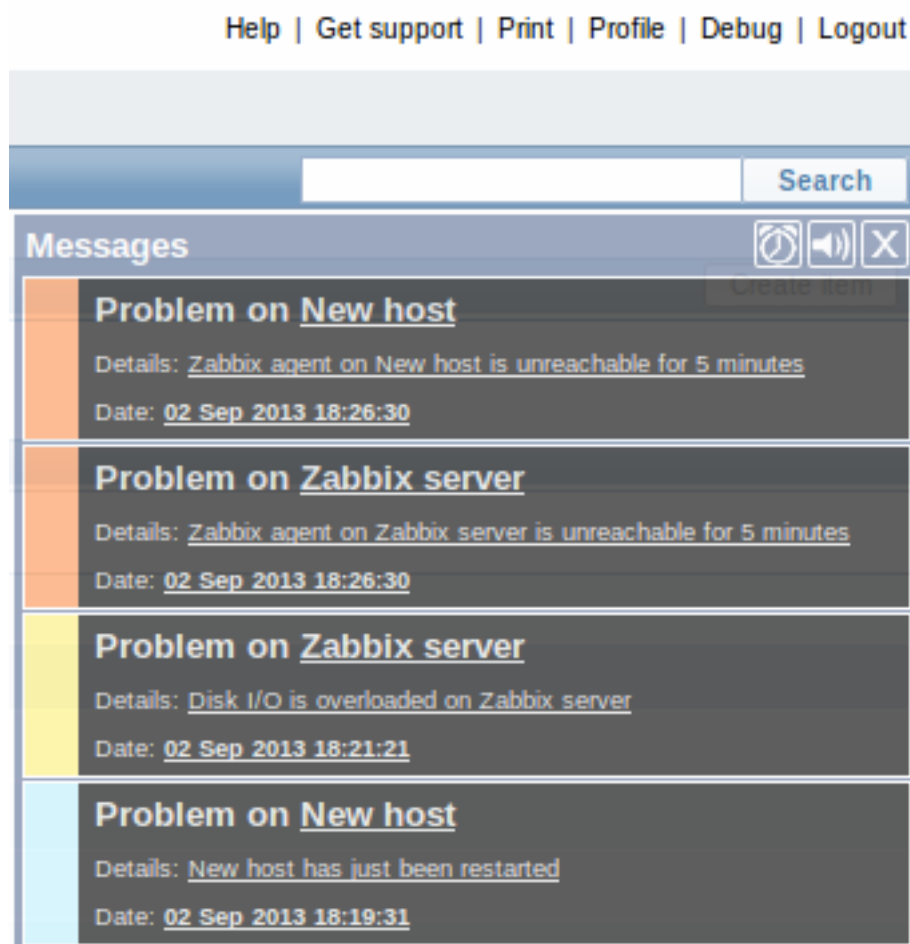 Help | Get support | Print | Profile | Debug | Logout
Search
Messages
Create item
Problem on New host
Details: Zabbix agent on New host is unreachable for 5 minutes
Date: 02 Sep 2013 18:26:30
Problem on Zabbix server
Details: Zabbix agent on Zabbix server is unreachable for 5 minutes
Date: 02 Sep 2013 18:26:30
Problem on Zabbix server
Details: Disk I/O is overloaded on Zabbix server
Date: 02 Sep 2013 18:21:21
Problem on New host
Details: New host has just been restarted
Date: 02 Sep 2013 18:19:31